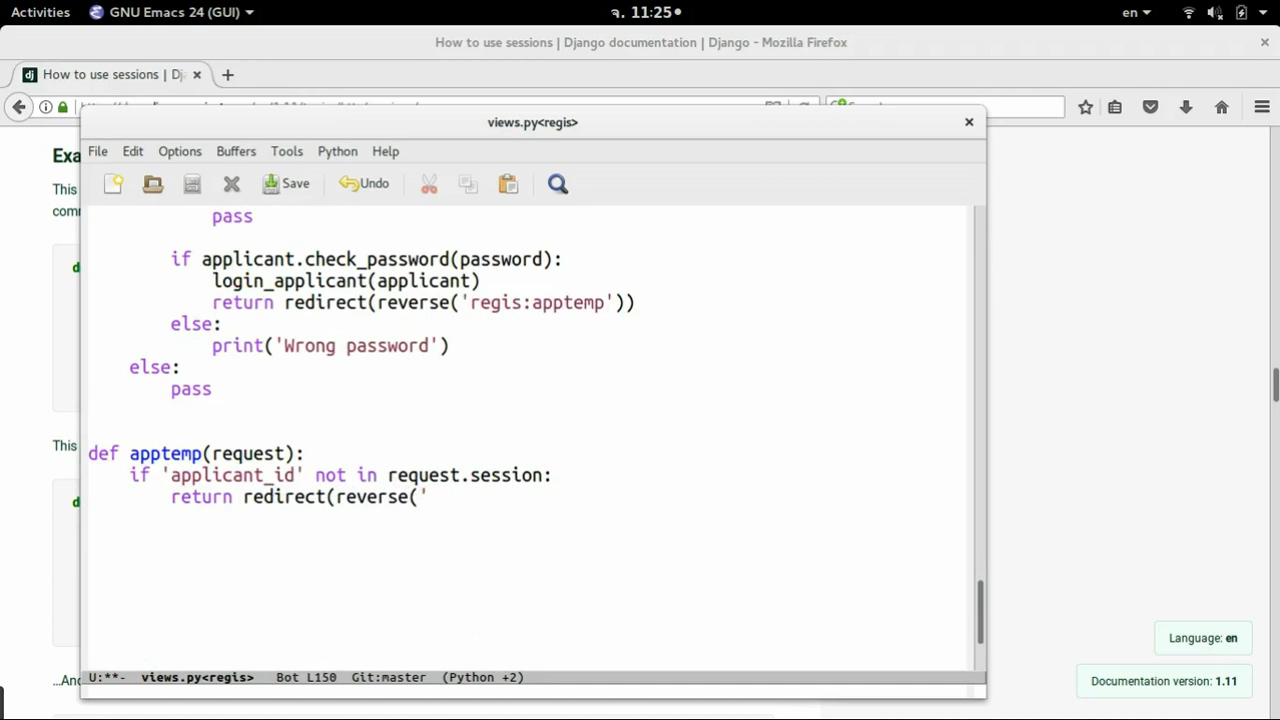 Activities GNU Emacs 24 (GUI) จ. 11:25 en
How to use sessions | Django documentation | Django - Mozilla Firefox
dj How to use sessions | Dj
views.py<regis>
File Edit Options Buffers Tools Python Help
Save Undo
Exa
This
com
d
This
d
...And
pass
if applicant.check_password(password):
login_applicant(applicant)
return redirect(reverse('regis:apptemp'))
else:
print('Wrong password')
else:
pass
def apptemp(request):
if 'applicant_id' not in request.session:
return redirect(reverse('
U:**- views.py<regis> Bot L150 Git:master (Python +2)
Language: en
Documentation version: 1.11